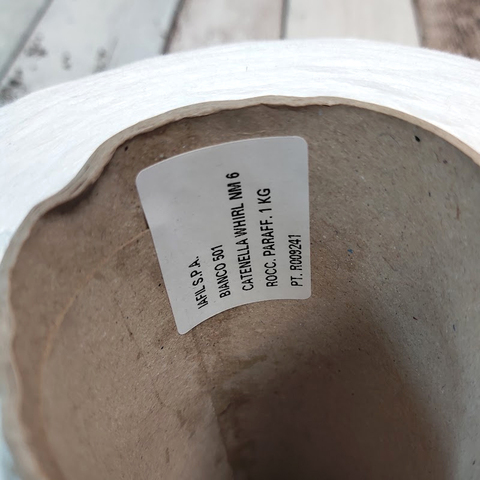 IAFIL S.P.A.
BIANCO 501
CATENELLA WHIRL NM 6
ROCC. PARAFF. 1 KG
PT. R009241